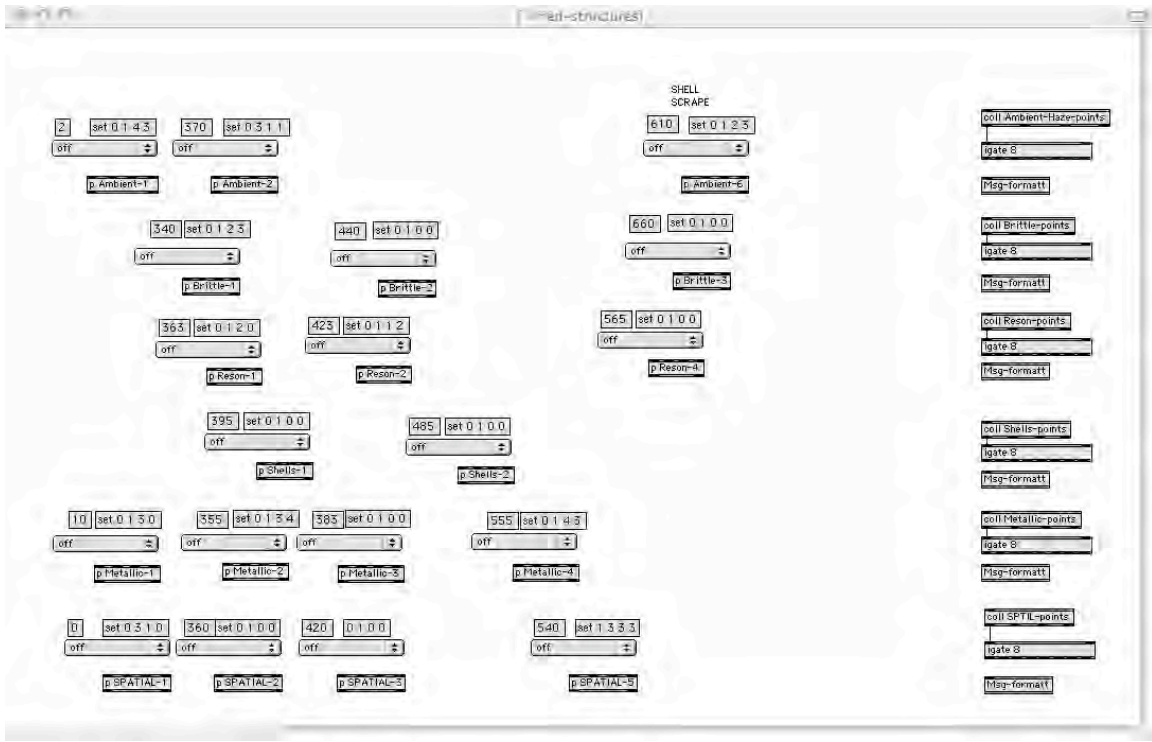 ed-structures]
SHELL
SCRAPE
2 set 0 1 4 3 370 set 0 3 1 1 610 set 0 1 2 3 coll Ambient-Haze-points
off off off igate 8
p Ambient-1 p Ambient-2 p Ambient-6 Msg-formatt
340 set 0 1 2 3 440 set 0 1 0 0 660 set 0 1 0 0 coll Brittle-points
off off off igate 8
p Brittle-1 p Brittle-2 p Brittle-3 Msg-formatt
363 set 0 1 2 0 423 set 0 1 1 2 565 set 0 1 0 0 coll Reson-points
off off off igate 8
p Reson-1 p Reson-2 p Reson-4 Msg-formatt
395 set 0 1 0 0 485 set 0 1 0 0 coll Shells-points
off off igate 8
p Shells-1 p Shells-2 Msg-formatt
10 set 0 1 3 0 355 set 0 1 3 4 383 set 0 1 0 0 555 set 0 1 4 3 coll Metallic-points
off off off off igate 8
p Metallic-1 p Metallic-2 p Metallic-3 p Metallic-4 Msg-formatt
0 set 0 3 1 0 360 set 0 1 0 0 420 0 1 0 0 540 set 1 3 3 3 coll SPTIL-points
off off off off igate 8
p SPATIAL-1 p SPATIAL-2 p SPATIAL-3 p SPATIAL-5 Msg-formatt